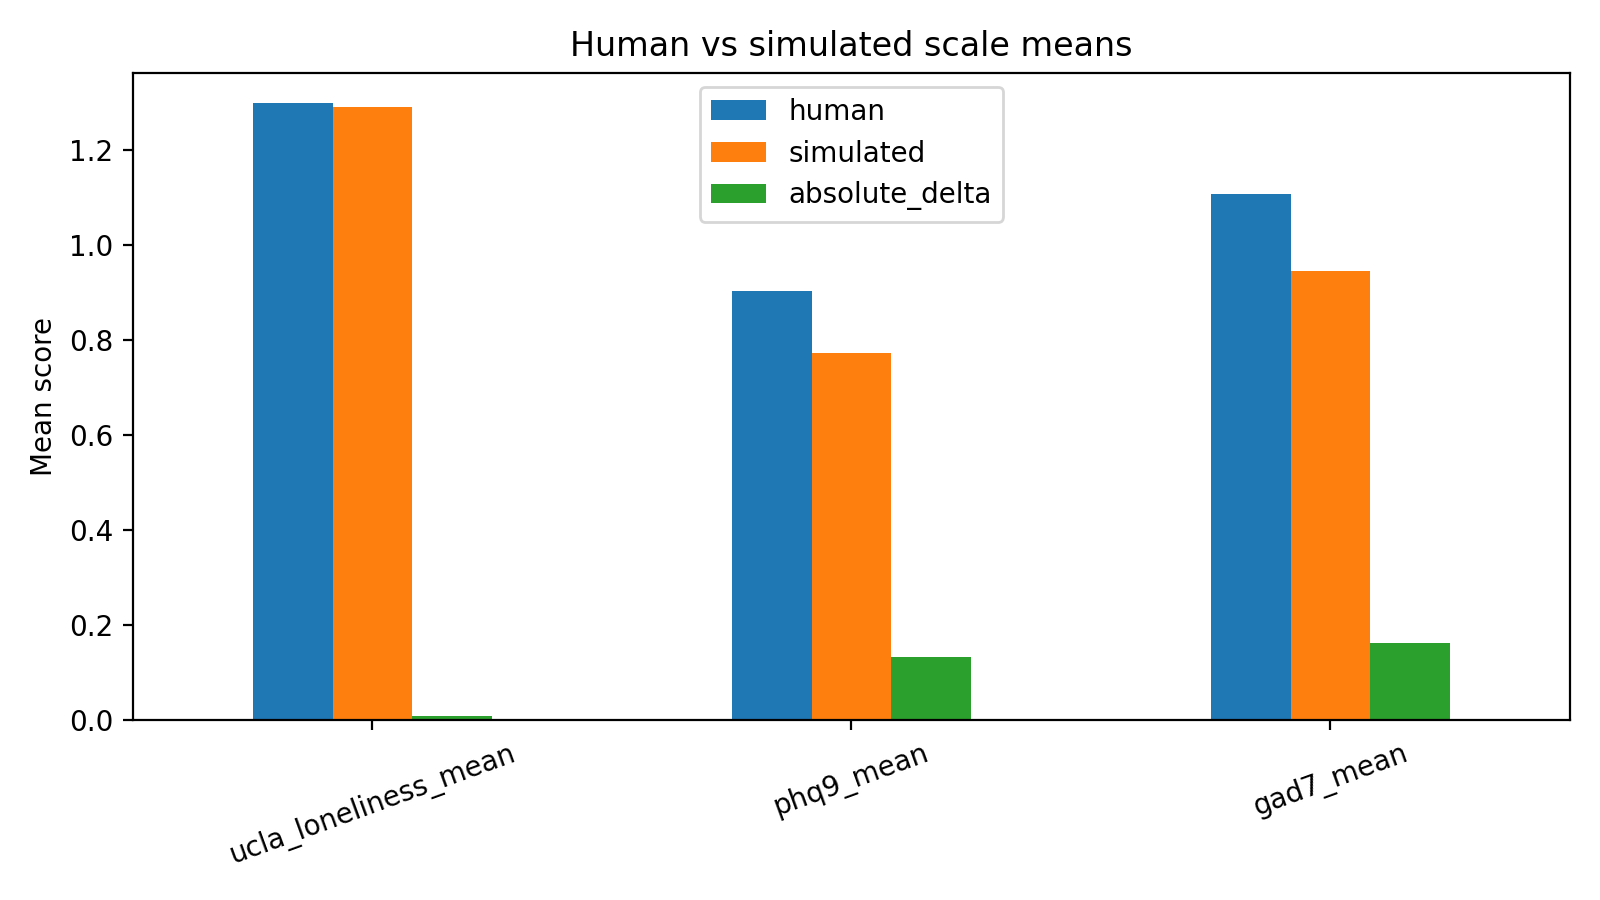 Human vs simulated scale means
human
simulated
absolute_delta
Mean score
1.2
1.0
0.8
0.6
0.4
0.2
0.0
ucla_loneliness_mean
phq9_mean
gad7_mean